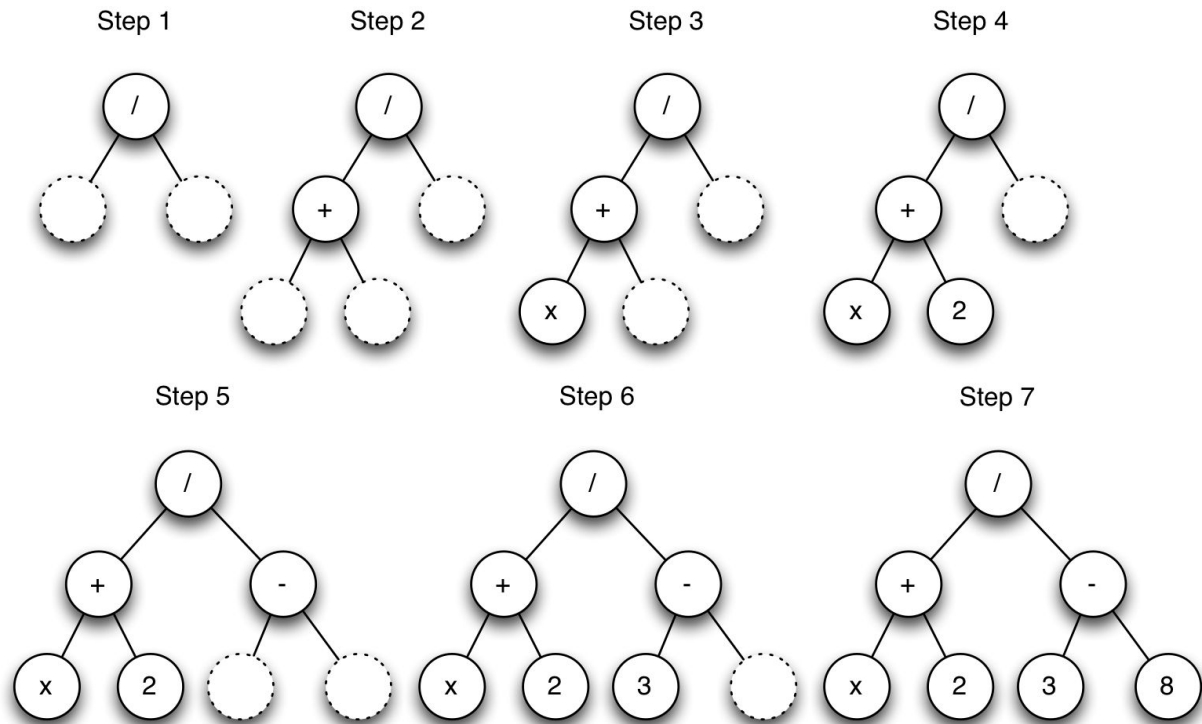 Step 1 Step 2 Step 3 Step 4
/ / / /
+ + +
x x 2
Step 5 Step 6 Step 7
/ / /
+ - + - + -
x 2 x 2 3 x 2 3 8